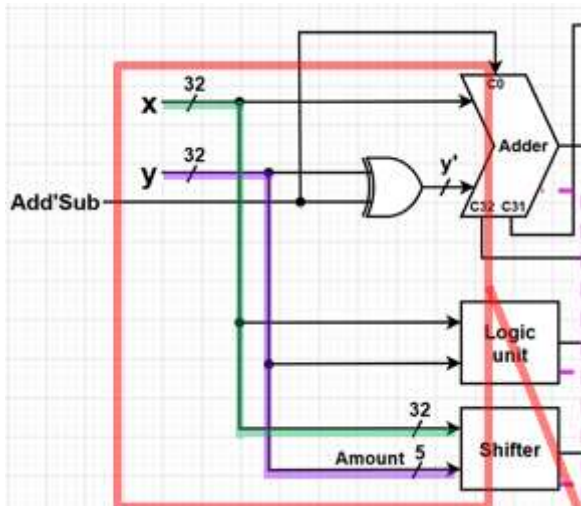 32
x
C0
Adder
32
y
y'
Add'Sub
C32 C31
Logic
unit
32
Shifter
Amount 5